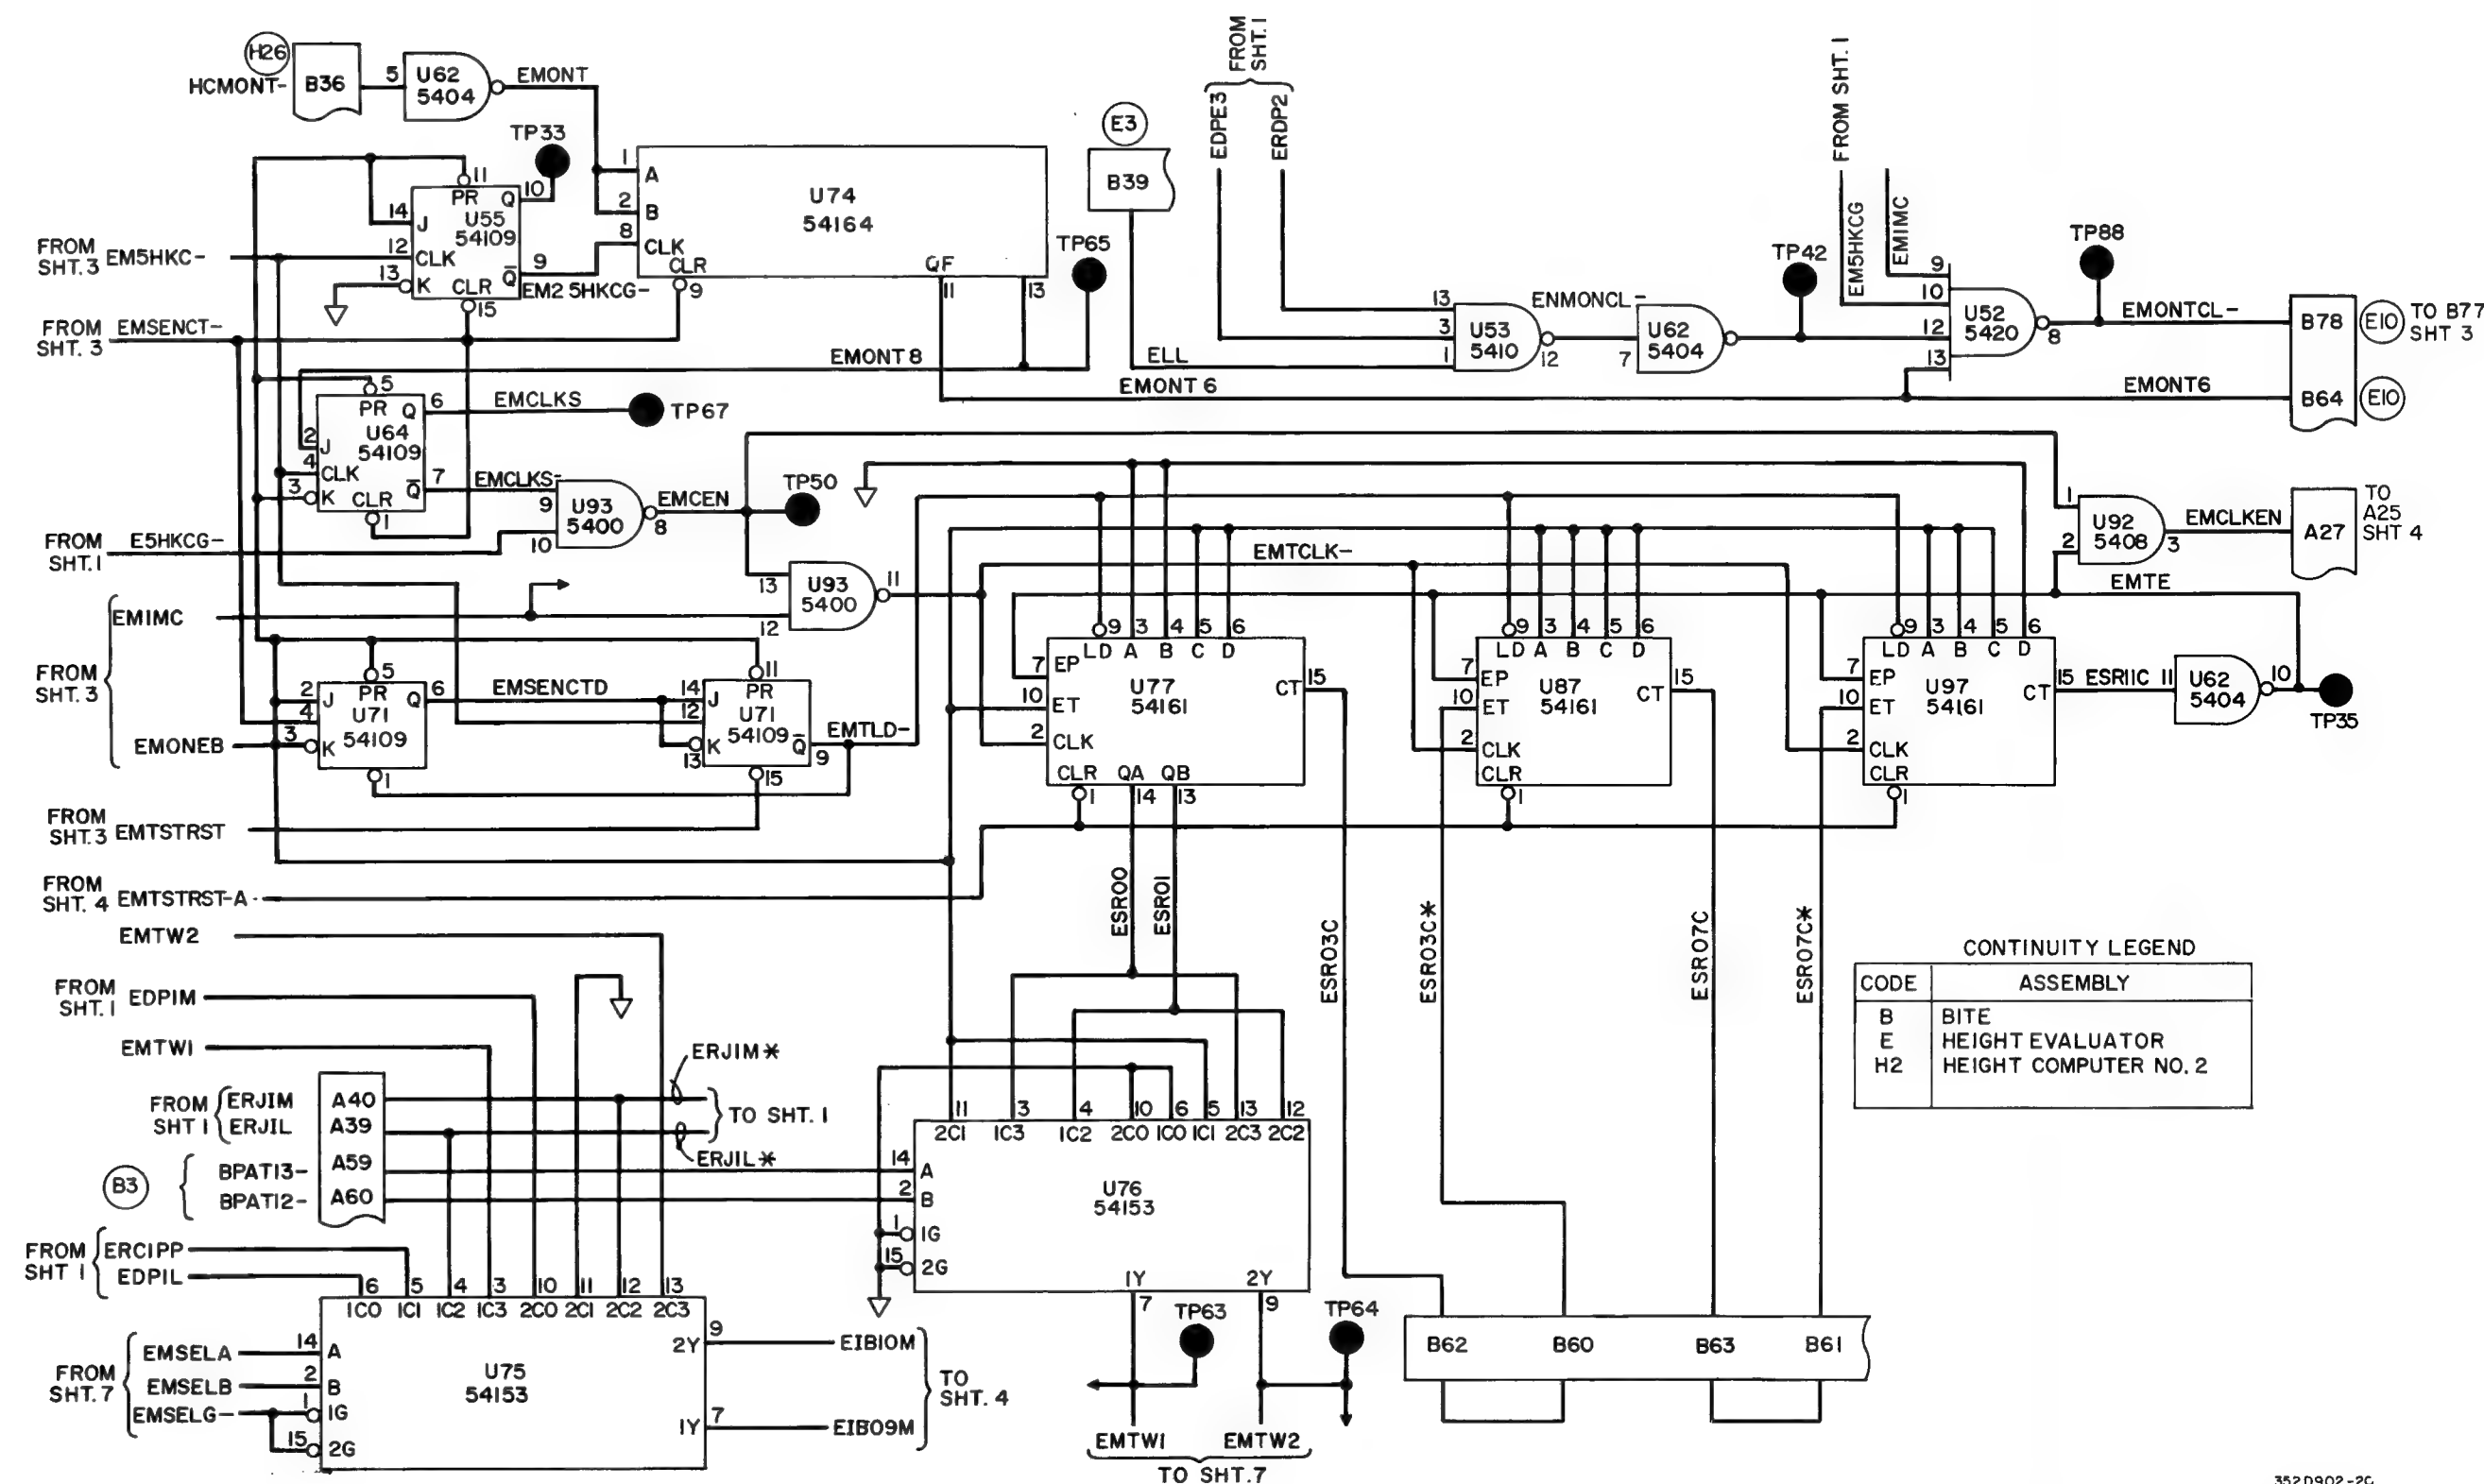 H26
HCMONT-
B36
5
U62
5404
EMONT
TP33
11
PR Q
10
14
J
U55
54109
12
CLK
13
K
CLR
Q
9
15
EM25HKCG-
FROM
SHT. 3
EM5HKC-
FROM
SHT. 3
EMSENCT-
1
A
2
B
8
CLK
CLR
9
U74
54164
QF
11
13
TP65
EMONT 8
EMONT 6
E3
B39
ELL
FROM
SHT. 1
EDPE3
ERDP2
13
3
1
U53
5410
12
ENMONCL-
7
U62
5404
TP42
FROM SHT. 1
EM5HKCG
EMIMC
9
10
12
13
U52
5420
8
TP88
EMONTCL-
B78
E10
TO B77
SHT 3
EMONT6
B64
E10
5
PR Q
6
EMCLKS
TP67
U64
54109
2
J
4
CLK
3
K
CLR
Q
7
EMCLKS-
1
FROM
SHT.1
E5HKCG-
9
10
U93
5400
8
EMCEN
TP50
13
12
U93
5400
11
EMTCLK-
FROM
SHT. 3
EMIMC
EMONEB
5
PR Q
6
2
J
4
3
K
U71
54109
1
EMSENCTD
11
PR
14
J
12
U71
54109
K
13
Q
9
15
EMTLD-
FROM
SHT.3
EMTSTRST
FROM
SHT. 4
EMTSTRST-A
9 3 4 5 6
LD A B C D
7
EP
10
ET
2
CLK
U77
54161
CT
15
CLR QA QB
1
14
13
9 3 4 5 6
LD A B C D
7
EP
10
ET
2
CLK
CLR
U87
54161
CT
15
1
9 3 4 5 6
LD A B C D
7
EP
10
ET
2
CLK
CLR
U97
54161
CT
15
1
ESR11C
11
U62
5404
10
TP35
EMTE
1
2
U92
5408
3
EMCLKEN
A27
TO
A25
SHT 4
ESR00
ESR01
ESR03C
ESR03C*
ESR07C
ESR07C*
CONTINUITY LEGEND
CODE ASSEMBLY
B BITE
E HEIGHT EVALUATOR
H2 HEIGHT COMPUTER NO. 2
EMTW2
FROM
SHT. 1
EDP1M
EMTW1
FROM
SHT 1
ERJ1M
ERJ1L
A40
A39
A59
A60
ERJ1M*
ERJ1L*
TO SHT. 1
B3
BPAT13-
BPAT12-
FROM
SHT 1
ERC1PP
EDP1L
6 5 4 3 10 11 12 13
1C0 1C1 1C2 1C3 2C0 2C1 2C2 2C3
FROM
SHT. 7
EMSELA
EMSELB
EMSELG-
14
A
2
B
1
1G
15
2G
U75
54153
2Y
9
EIB10M
1Y
7
EIB09M
TO
SHT. 4
11 3 4 10 6 5 13 12
2C1 1C3 1C2 2C0 1C0 1C1 2C3 2C2
14
A
2
B
1
1G
15
2G
U76
54153
1Y
7
2Y
9
TP63
TP64
EMTW1
EMTW2
TO SHT.7
B62
B60
B63
B61
352D902-2C